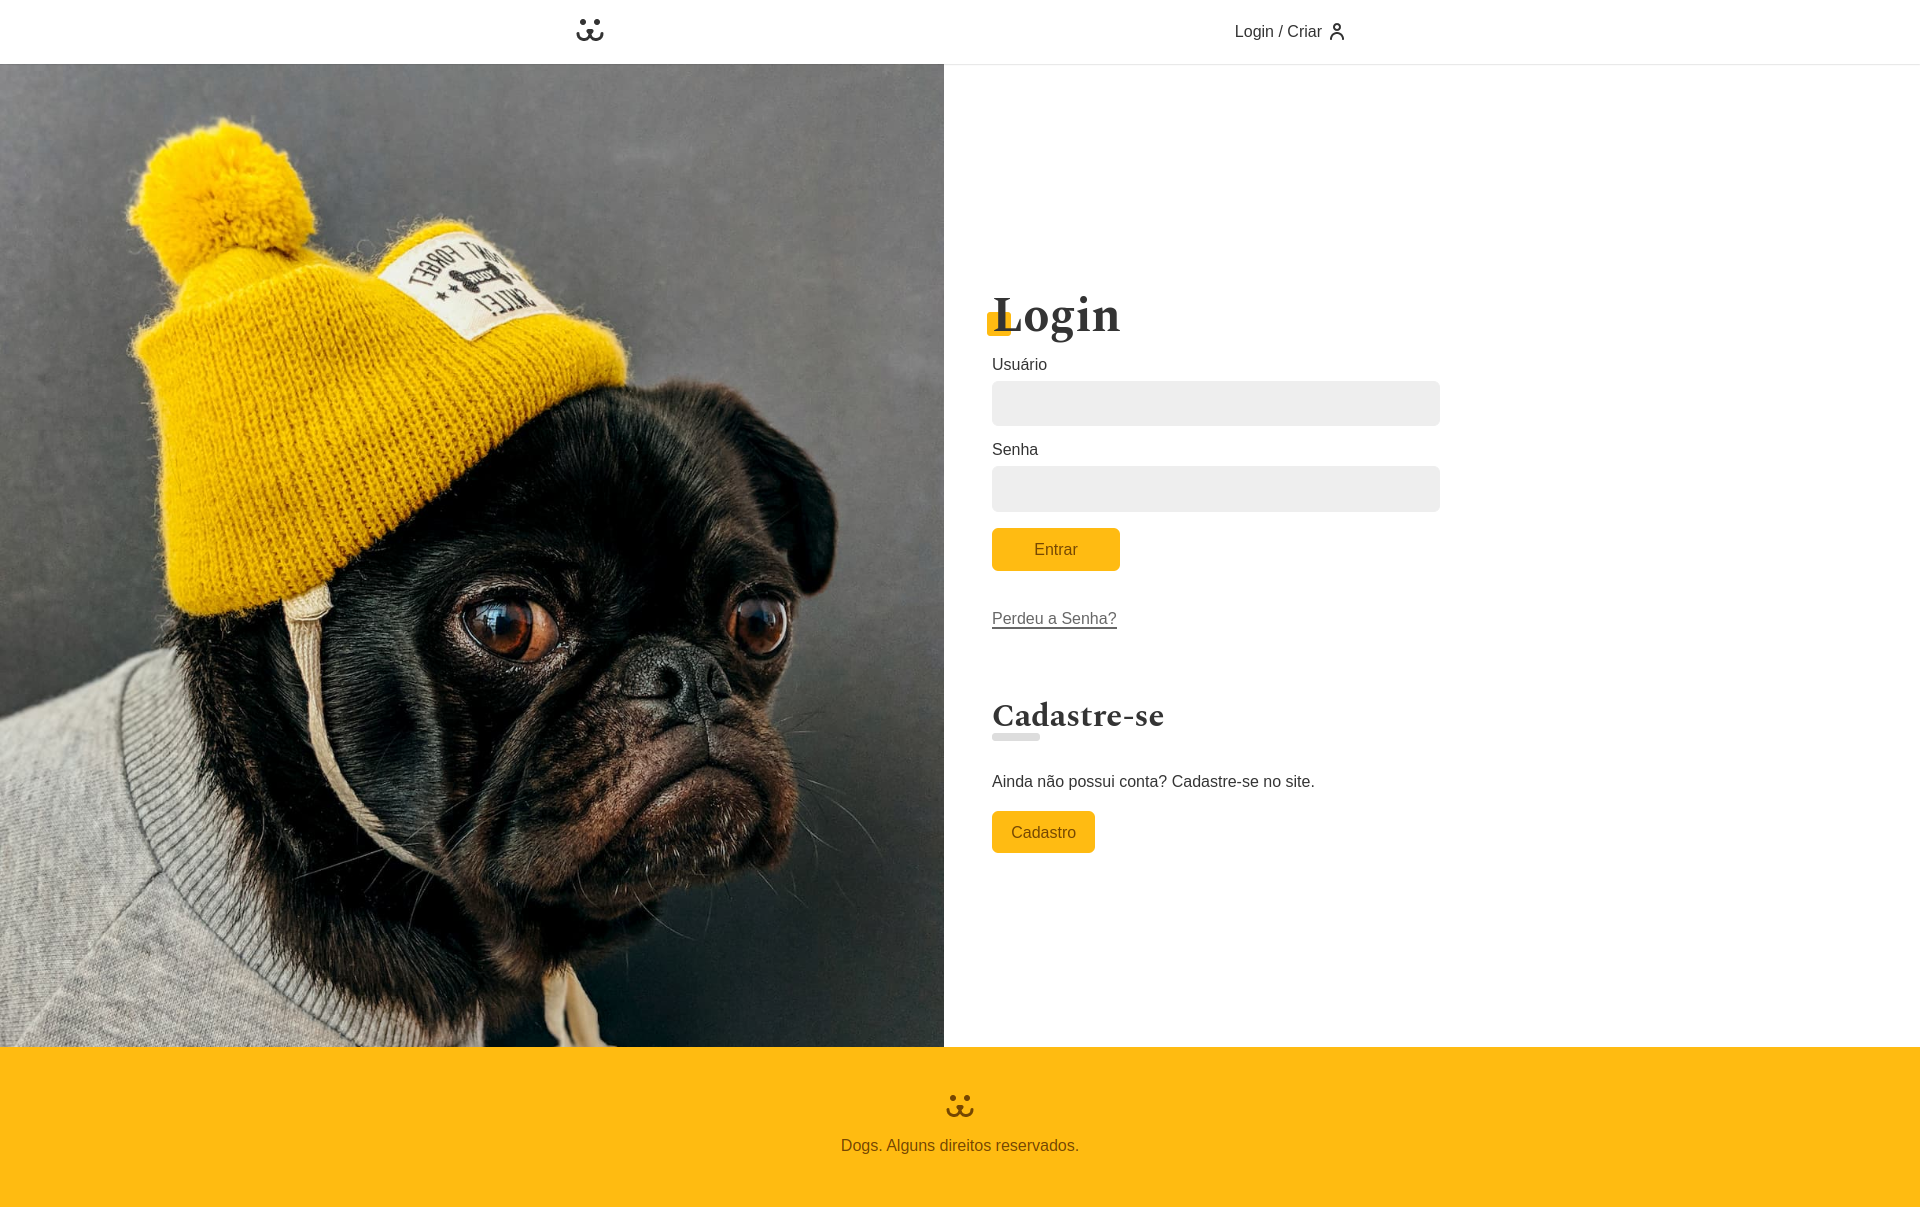 Login / Criar
DON'T FORGET
YOUR
SMILE!
Login
Usuário
Senha
Entrar
Perdeu a Senha?
Cadastre-se
Ainda não possui conta? Cadastre-se no site.
Cadastro
Dogs. Alguns direitos reservados.